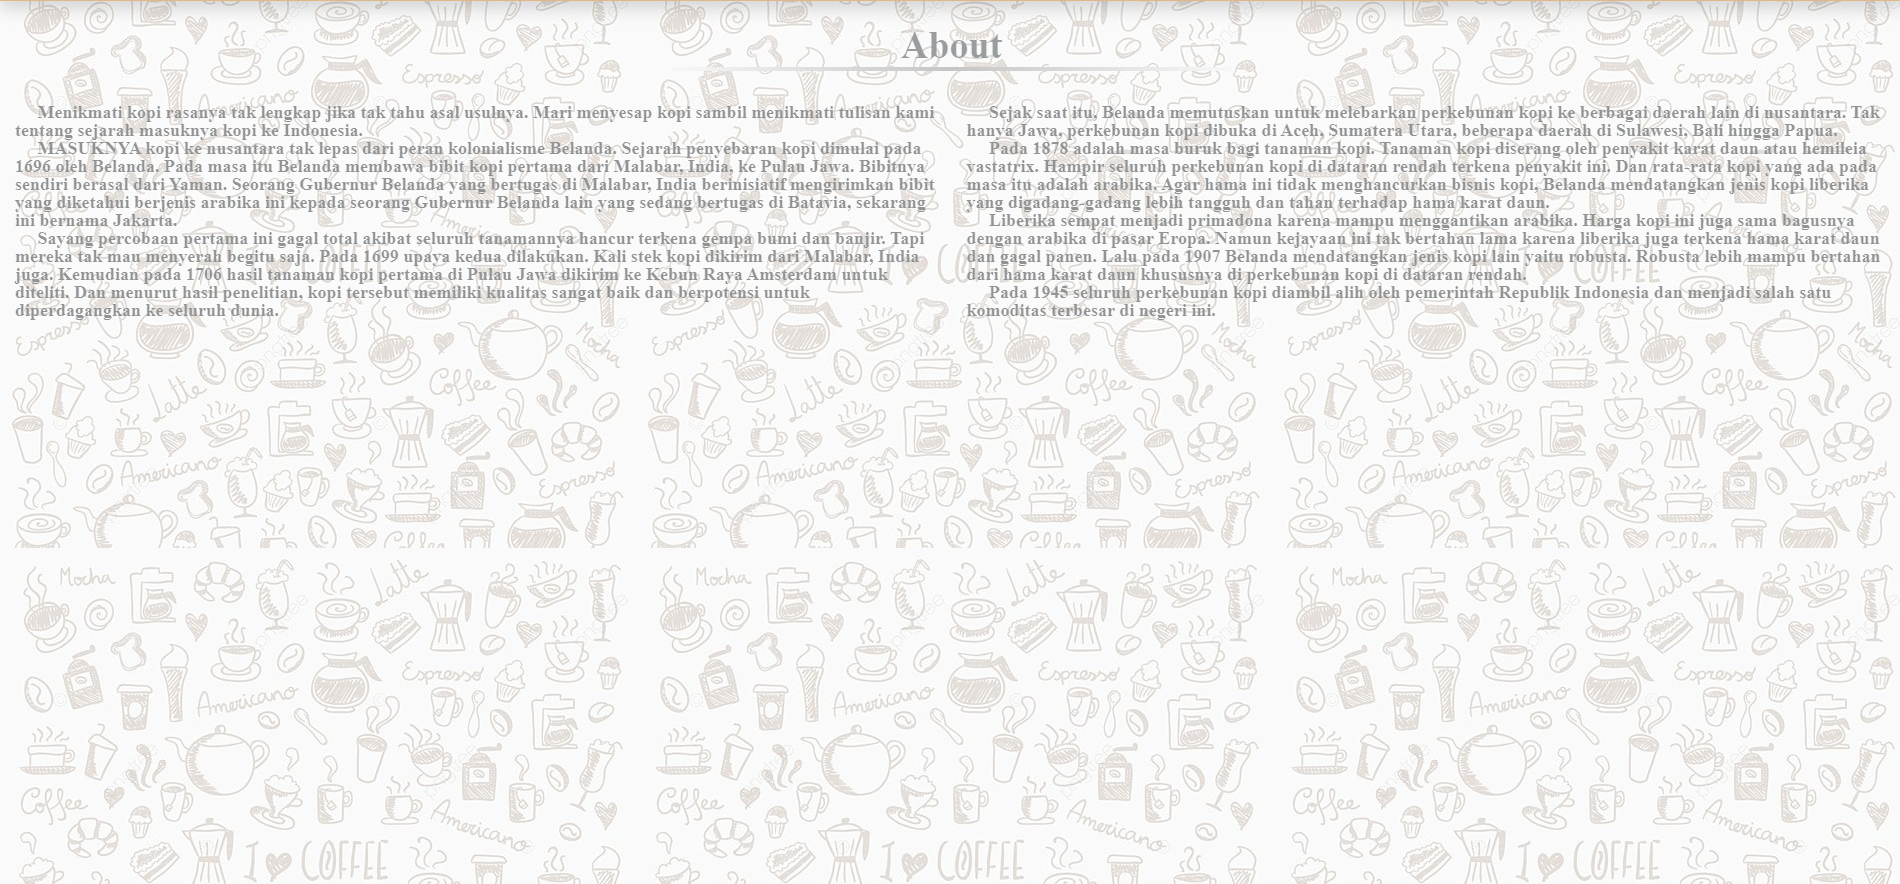 About
Menikmati kopi rasanya tak lengkap jika tak tahu asal usulnya. Mari menyesap kopi sambil menikmati tulisan kami
tentang sejarah masuknya kopi ke Indonesia.
MASUKNYA kopi ke nusantara tak lepas dari peran kolonialisme Belanda. Sejarah penyebaran kopi dimulai pada
1696 oleh Belanda. Pada masa itu Belanda membawa bibit kopi pertama dari Malabar, India, ke Pulau Jawa. Bibitnya
sendiri berasal dari Yaman. Seorang Gubernur Belanda yang bertugas di Malabar, India berinisiatif mengirimkan bibit
yang diketahui berjenis arabika ini kepada seorang Gubernur Belanda lain yang sedang bertugas di Batavia, sekarang
ini bernama Jakarta.
Sayang percobaan pertama ini gagal total akibat seluruh tanamannya hancur terkena gempa bumi dan banjir. Tapi
mereka tak mau menyerah begitu saja. Pada 1699 upaya kedua dilakukan. Kali stek kopi dikirim dari Malabar, India
juga. Kemudian pada 1706 hasil tanaman kopi pertama di Pulau Jawa dikirim ke Kebun Raya Amsterdam untuk
diteliti. Dan menurut hasil penelitian, kopi tersebut memiliki kualitas sangat baik dan berpotensi untuk
diperdagangkan ke seluruh dunia.
Sejak saat itu, Belanda memutuskan untuk melebarkan perkebunan kopi ke berbagai daerah lain di nusantara. Tak
hanya Jawa, perkebunan kopi dibuka di Aceh, Sumatera Utara, beberapa daerah di Sulawesi, Bali hingga Papua.
Pada 1878 adalah masa buruk bagi tanaman kopi. Tanaman kopi diserang oleh penyakit karat daun atau hemileia
vastatrix. Hampir seluruh perkebunan kopi di dataran rendah terkena penyakit ini. Dan rata-rata kopi yang ada pada
masa itu adalah arabika. Agar hama ini tidak menghancurkan bisnis kopi, Belanda mendatangkan jenis kopi liberika
yang digadang-gadang lebih tangguh dan tahan terhadap hama karat daun.
Liberika sempat menjadi primadona karena mampu menggantikan arabika. Harga kopi ini juga sama bagusnya
dengan arabika di pasar Eropa. Namun kejayaan ini tak bertahan lama karena liberika juga terkena hama karat daun
dan gagal panen. Lalu pada 1907 Belanda mendatangkan jenis kopi lain yaitu robusta. Robusta lebih mampu bertahan
dari hama karat daun khususnya di perkebunan kopi di dataran rendah.
Pada 1945 seluruh perkebunan kopi diambil alih oleh pemerintah Republik Indonesia dan menjadi salah satu
komoditas terbesar di negeri ini.
Espresso
Mocha
Latte
Coffee
Americano
Espresso
Mocha
Latte
Espresso
Americano
Coffee
Americano
I COFFEE